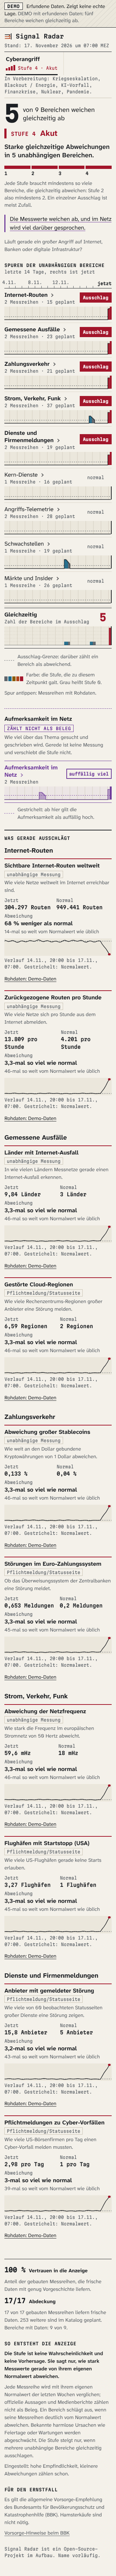 DEMO Erfundene Daten. Zeigt keine echte
Lage. DEMO mit erfundenen Daten: fünf
Bereiche weichen gleichzeitig ab.
Signal Radar
Stand: 17. November 2026 um 07:00 MEZ
Cyberangriff
Stufe 4 · Akut
In Vorbereitung: Kriegseskalation,
Blackout / Energie, KI-Vorfall,
Finanzkrise, Nuklear, Pandemie.
5 von 9 Bereichen weichen
gleichzeitig ab
STUFE 4 Akut
Starke gleichzeitige Abweichungen
in 5 unabhängigen Bereichen.
1 2 3 4
Jede Stufe braucht mindestens so viele
Bereiche, die gleichzeitig abweichen: Stufe 2
also mindestens 2. Ein einzelner Ausschlag ist
meist Zufall.
Die Messwerte weichen ab, und im Netz
wird viel darüber gesprochen.
Läuft gerade ein großer Angriff auf Internet,
Banken oder digitale Infrastruktur?
SPUREN DER UNABHÄNGIGEN BEREICHE
Letzte 14 Tage, rechts ist jetzt
4.11. 8.11. 12.11. jetzt
Internet-Routen >
2 Messreihen · 15 geplant
Ausschlag
Gemessene Ausfälle >
2 Messreihen · 23 geplant
Ausschlag
Zahlungsverkehr >
2 Messreihen · 21 geplant
Ausschlag
Strom, Verkehr, Funk >
2 Messreihen · 37 geplant
Ausschlag
Dienste und
Firmenmeldungen >
2 Messreihen · 19 geplant
Ausschlag
Kern-Dienste >
1 Messreihe · 16 geplant
normal
Angriffs-Telemetrie >
2 Messreihen · 28 geplant
normal
Schwachstellen >
1 Messreihe · 19 geplant
normal
Märkte und Insider >
1 Messreihe · 26 geplant
normal
Gleichzeitig
Zahl der Bereiche im Ausschlag
5
Ausschlag-Grenze: darüber zählt ein
Bereich als abweichend.
Farbe: die Stufe, die zu diesem
Zeitpunkt galt. Grau heißt Stufe 0.
Spur antippen: Messreihen mit Rohdaten.
Aufmerksamkeit im Netz
ZÄHLT NICHT ALS BELEG
Wie viel über das Thema gesucht und
geschrieben wird. Gerede ist keine Messung
und verschiebt die Stufe nicht.
Aufmerksamkeit im
Netz >
2 Messreihen
auffällig viel
Gestrichelt: ab hier gilt die
Aufmerksamkeit als auffällig hoch.
WAS GERADE AUSSCHLÄGT
Internet-Routen
Sichtbare Internet-Routen weltweit
unabhängige Messung
Wie viele Netze weltweit im Internet erreichbar
sind.
Jetzt Normal
304.297 Routen 949.441 Routen
Abweichung
68 % weniger als normal
14-mal so weit vom Normalwert wie üblich
Verlauf 14.11., 20:00 bis 17.11.,
07:00. Gestrichelt: Normalwert.
Rohdaten: Demo-Daten
Zurückgezogene Routen pro Stunde
unabhängige Messung
Wie viele Netze sich pro Stunde aus dem
Internet abmelden.
Jetzt Normal
13.809 pro 4.201 pro
Stunde Stunde
Abweichung
3,3-mal so viel wie normal
46-mal so weit vom Normalwert wie üblich
Verlauf 14.11., 20:00 bis 17.11.,
07:00. Gestrichelt: Normalwert.
Rohdaten: Demo-Daten
Gemessene Ausfälle
Länder mit Internet-Ausfall
unabhängige Messung
In wie vielen Ländern Messnetze gerade einen
Internet-Ausfall erkennen.
Jetzt Normal
9,84 Länder 3 Länder
Abweichung
3,3-mal so viel wie normal
46-mal so weit vom Normalwert wie üblich
Verlauf 14.11., 20:00 bis 17.11.,
07:00. Gestrichelt: Normalwert.
Rohdaten: Demo-Daten
Gestörte Cloud-Regionen
Pflichtmeldung/Statusseite
Wie viele Rechenzentrums-Regionen großer
Anbieter eine Störung melden.
Jetzt Normal
6,59 Regionen 2 Regionen
Abweichung
3,3-mal so viel wie normal
46-mal so weit vom Normalwert wie üblich
Verlauf 14.11., 20:00 bis 17.11.,
07:00. Gestrichelt: Normalwert.
Rohdaten: Demo-Daten
Zahlungsverkehr
Abweichung großer Stablecoins
unabhängige Messung
Wie weit an den Dollar gebundene
Kryptowährungen von 1 Dollar abweichen.
Jetzt Normal
0,133 % 0,04 %
Abweichung
3,3-mal so viel wie normal
46-mal so weit vom Normalwert wie üblich
Verlauf 14.11., 20:00 bis 17.11.,
07:00. Gestrichelt: Normalwert.
Rohdaten: Demo-Daten
Störungen im Euro-Zahlungssystem
Pflichtmeldung/Statusseite
Ob das Überweisungssystem der Zentralbanken
eine Störung meldet.
Jetzt Normal
0,653 Meldungen 0,2 Meldungen
Abweichung
3,3-mal so viel wie normal
45-mal so weit vom Normalwert wie üblich
Verlauf 14.11., 20:00 bis 17.11.,
07:00. Gestrichelt: Normalwert.
Rohdaten: Demo-Daten
Strom, Verkehr, Funk
Abweichung der Netzfrequenz
unabhängige Messung
Wie stark die Frequenz im europäischen
Stromnetz von 50 Hertz abweicht.
Jetzt Normal
59,6 mHz 18 mHz
Abweichung
3,3-mal so viel wie normal
46-mal so weit vom Normalwert wie üblich
Verlauf 14.11., 20:00 bis 17.11.,
07:00. Gestrichelt: Normalwert.
Rohdaten: Demo-Daten
Flughäfen mit Startstopp (USA)
Pflichtmeldung/Statusseite
Wie viele US-Flughäfen gerade keine Starts
erlauben.
Jetzt Normal
3,27 Flughäfen 1 Flughäfen
Abweichung
3,3-mal so viel wie normal
45-mal so weit vom Normalwert wie üblich
Verlauf 14.11., 20:00 bis 17.11.,
07:00. Gestrichelt: Normalwert.
Rohdaten: Demo-Daten
Dienste und Firmenmeldungen
Anbieter mit gemeldeter Störung
Pflichtmeldung/Statusseite
Wie viele von 69 beobachteten Statusseiten
großer Dienste eine Störung zeigen.
Jetzt Normal
15,8 Anbieter 5 Anbieter
Abweichung
3,2-mal so viel wie normal
43-mal so weit vom Normalwert wie üblich
Verlauf 14.11., 20:00 bis 17.11.,
07:00. Gestrichelt: Normalwert.
Rohdaten: Demo-Daten
Pflichtmeldungen zu Cyber-Vorfällen
Pflichtmeldung/Statusseite
Wie viele US-Börsenfirmen pro Tag einen
Cyber-Vorfall melden mussten.
Jetzt Normal
2,98 pro Tag 1 pro Tag
Abweichung
3-mal so viel wie normal
39-mal so weit vom Normalwert wie üblich
Verlauf 14.11., 20:00 bis 17.11.,
07:00. Gestrichelt: Normalwert.
Rohdaten: Demo-Daten
100 % Vertrauen in die Anzeige
Anteil der gebauten Messreihen, die frische
Daten mit genug Vorgeschichte liefern.
17/17 Abdeckung
17 von 17 gebauten Messreihen liefern frische
Daten, 253 weitere sind im Katalog geplant.
Bereiche mit Daten: 9 von 9.
SO ENTSTEHT DIE ANZEIGE
Die Stufe ist keine Wahrscheinlichkeit und
keine Vorhersage. Sie sagt nur, wie stark
Messwerte gerade von ihrem eigenen
Normalwert abweichen.
Jede Messreihe wird mit ihrem eigenen
Normalwert der letzten Wochen verglichen;
offizielle Aussagen und Medienberichte zählen
nicht als Beleg. Ein Bereich schlägt aus, wenn
seine Messreihen deutlich vom Normalwert
abweichen. Bekannte harmlose Ursachen wie
Feiertage oder Wartungen werden vorher
abgeschwächt. Die Stufe steigt nur, wenn
mehrere unabhängige Bereiche gleichzeitig
ausschlagen.
Eingestellt: hohe Empfindlichkeit, kleinere
Abweichungen zählen schon.
FÜR DEN ERNSTFALL
Es gilt die allgemeine Vorsorge-Empfehlung
des Bundesamts für Bevölkerungsschutz und
Katastrophenhilfe (BBK). Hamsterkäufe sind
nicht nötig.
Vorsorge-Hinweise beim BBK
Signal Radar ist ein Open-Source-
Projekt in Aufbau. Name vorläufig.